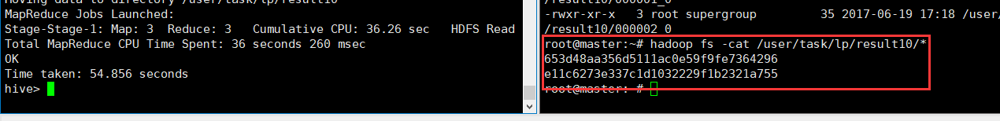 Moving data to directory /user/task/lp/result10
MapReduce Jobs Launched:
Stage-Stage-1: Map: 3  Reduce: 3   Cumulative CPU: 36.26 sec   HDFS Read
Total MapReduce CPU Time Spent: 36 seconds 260 msec
OK
Time taken: 54.856 seconds
hive>
/result10/000001_0
-rwxr-xr-x   3 root supergroup         35 2017-06-19 17:18 /user/
/result10/000002_0
root@master:~# hadoop fs -cat /user/task/lp/result10/*
653d48aa356d5111ac0e59f9fe7364296
e11c6273e337c1d1032229f1b2321a755
root@master:~#